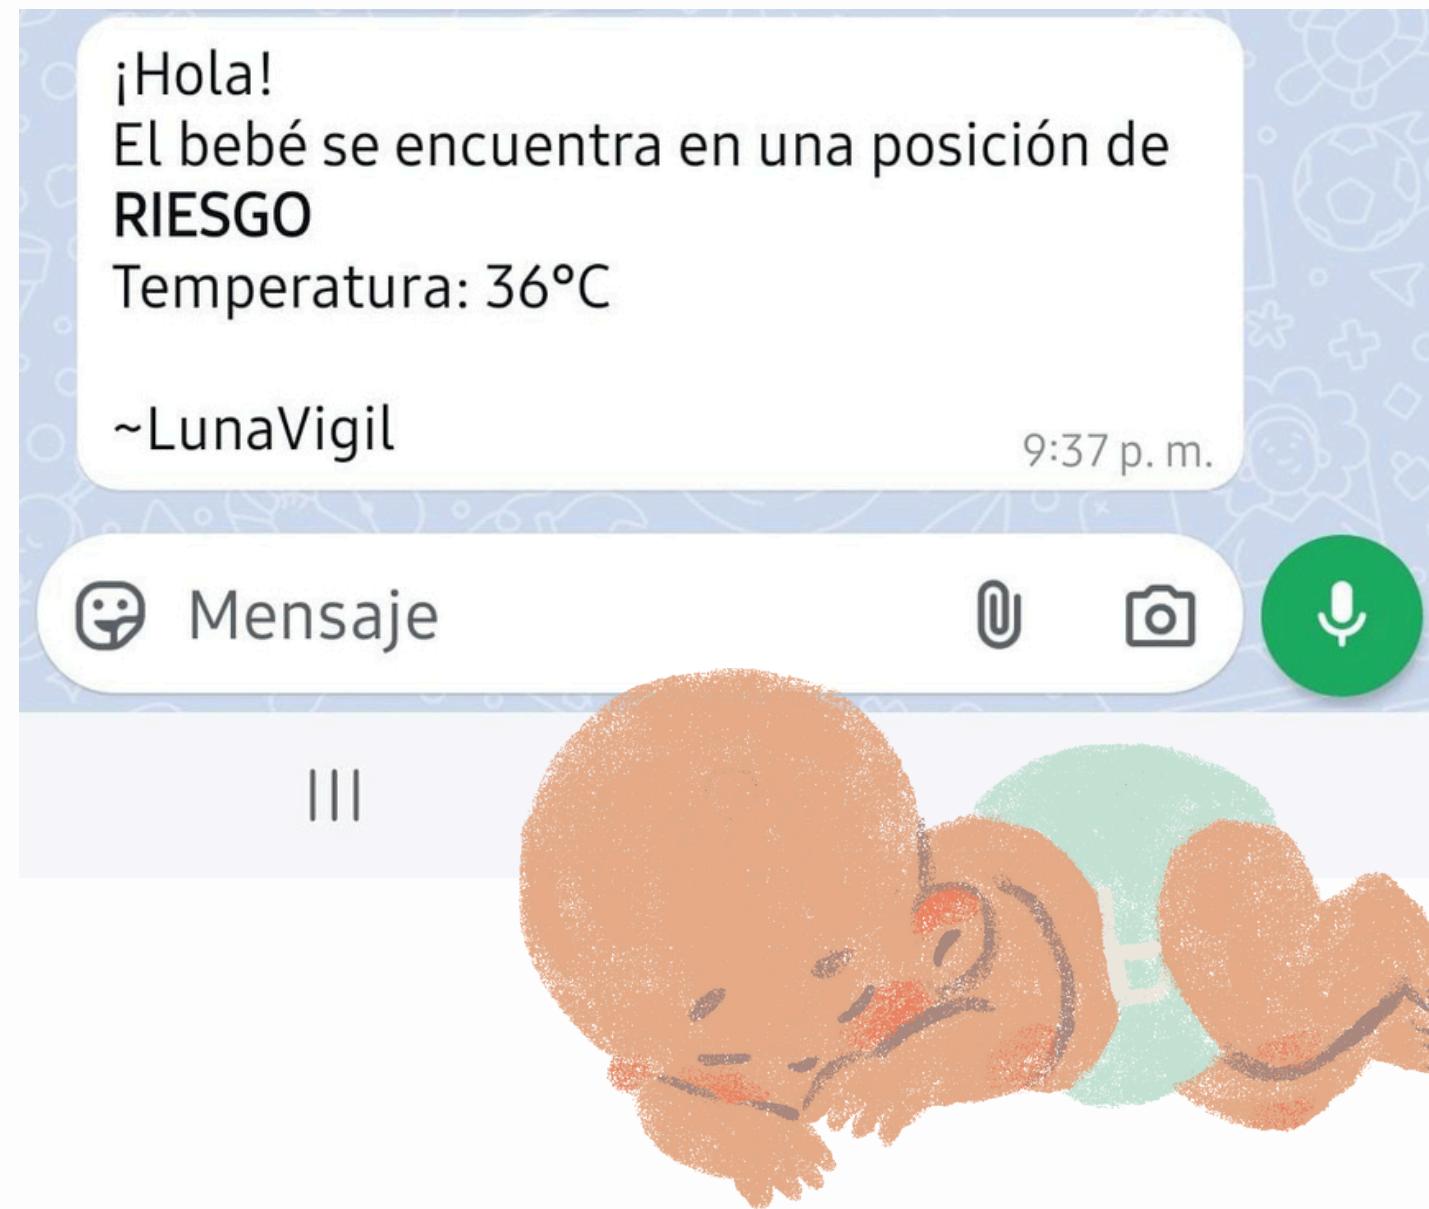 ¡Hola!
El bebé se encuentra en una posición de
RIESGO
Temperatura: 36°C
~LunaVigil
9:37 p. m.
Mensaje